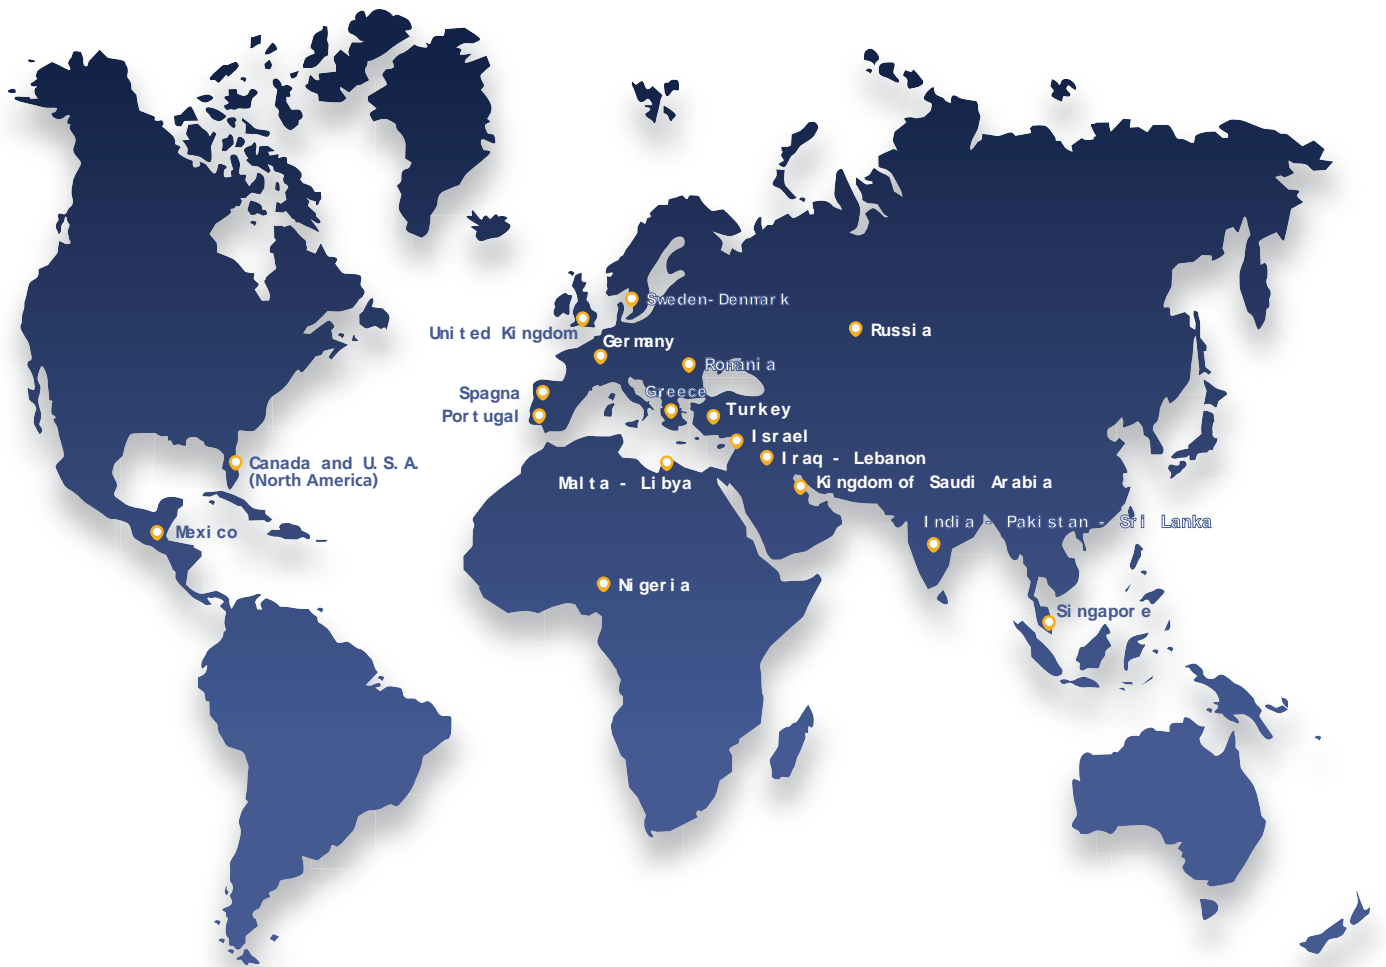 Sweden-Denmark
United Kingdom
Russia
Germany
Romania
Spagna
Greece
Portugal
Turkey
Israel
Canada and U.S.A.
(North America)
Iraq - Lebanon
Malta - Libya
Kingdom of Saudi Arabia
India - Pakistan - Sri Lanka
Mexico
Nigeria
Singapore